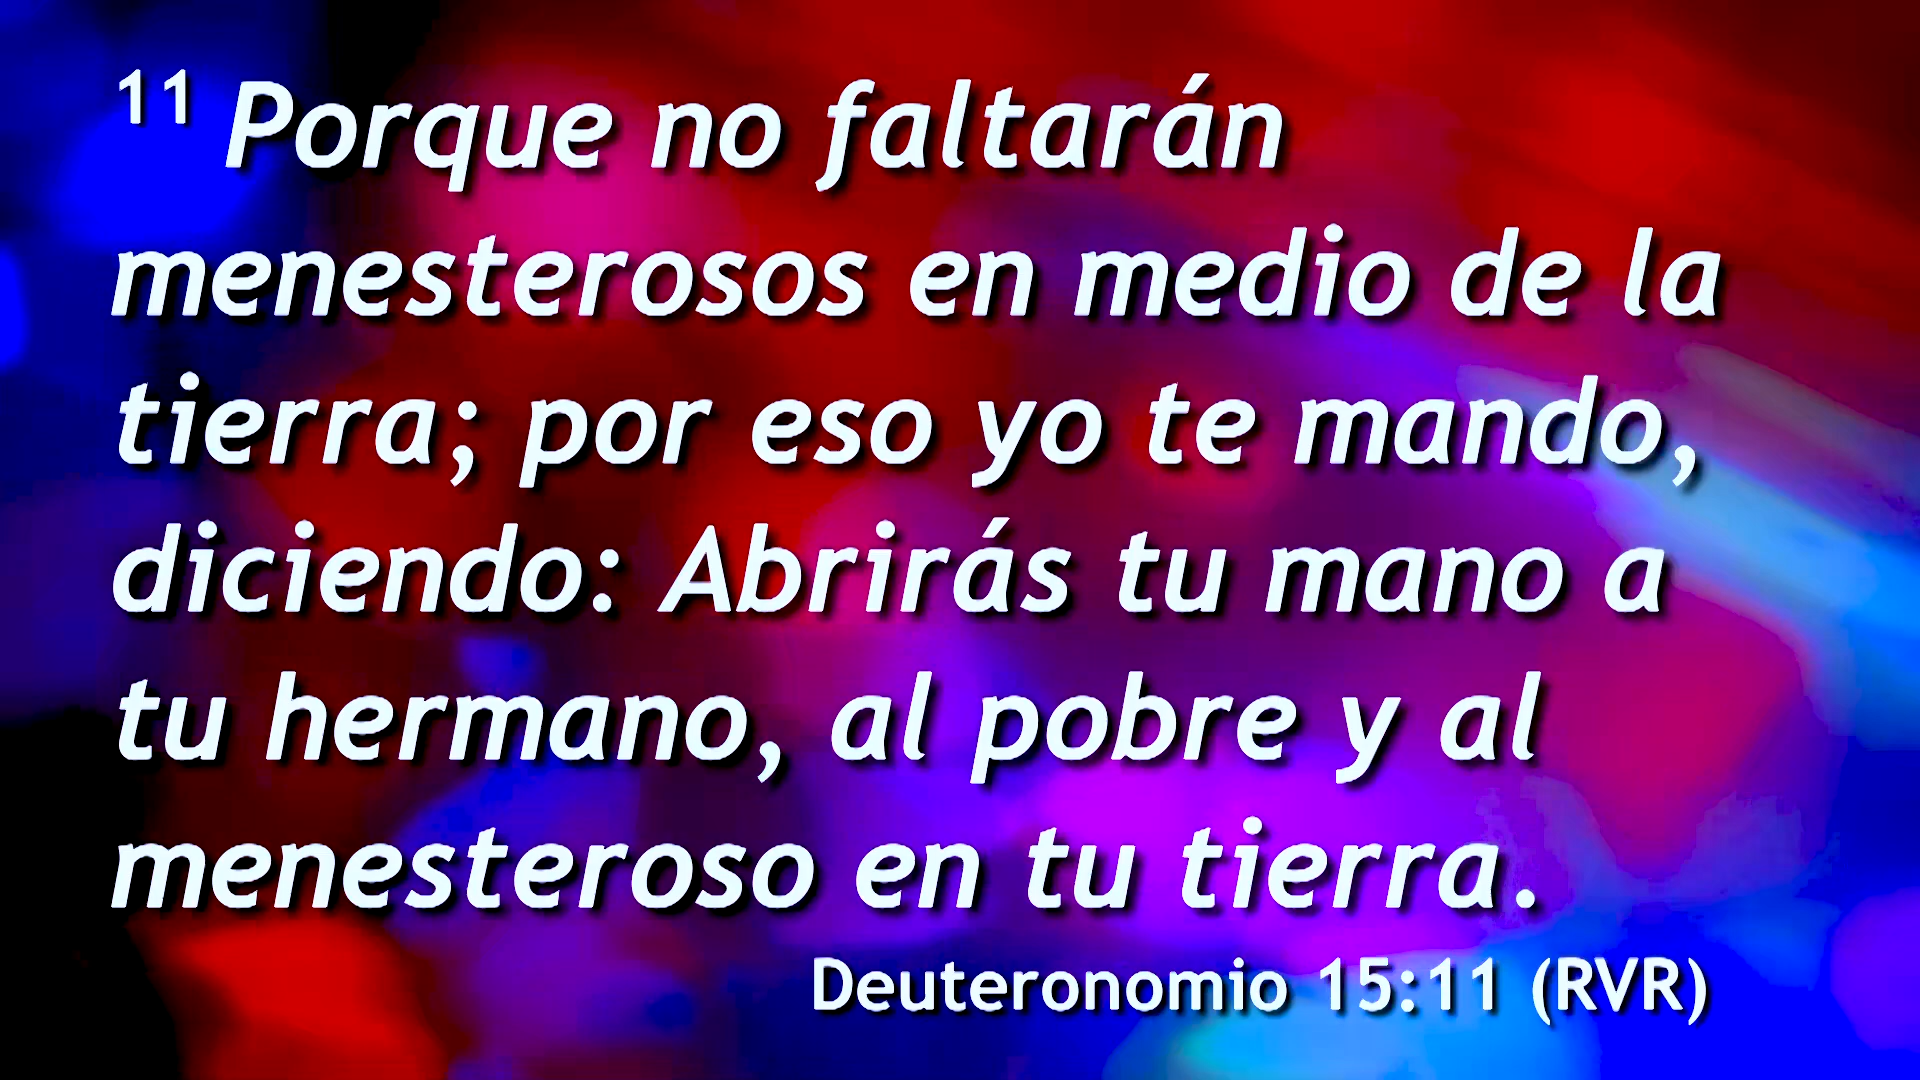 11 Porque no faltarán
menesterosos en medio de la
tierra; por eso yo te mando,
diciendo: Abrirás tu mano a
tu hermano, al pobre y al
menesteroso en tu tierra.
Deuteronomio 15:11 (RVR)